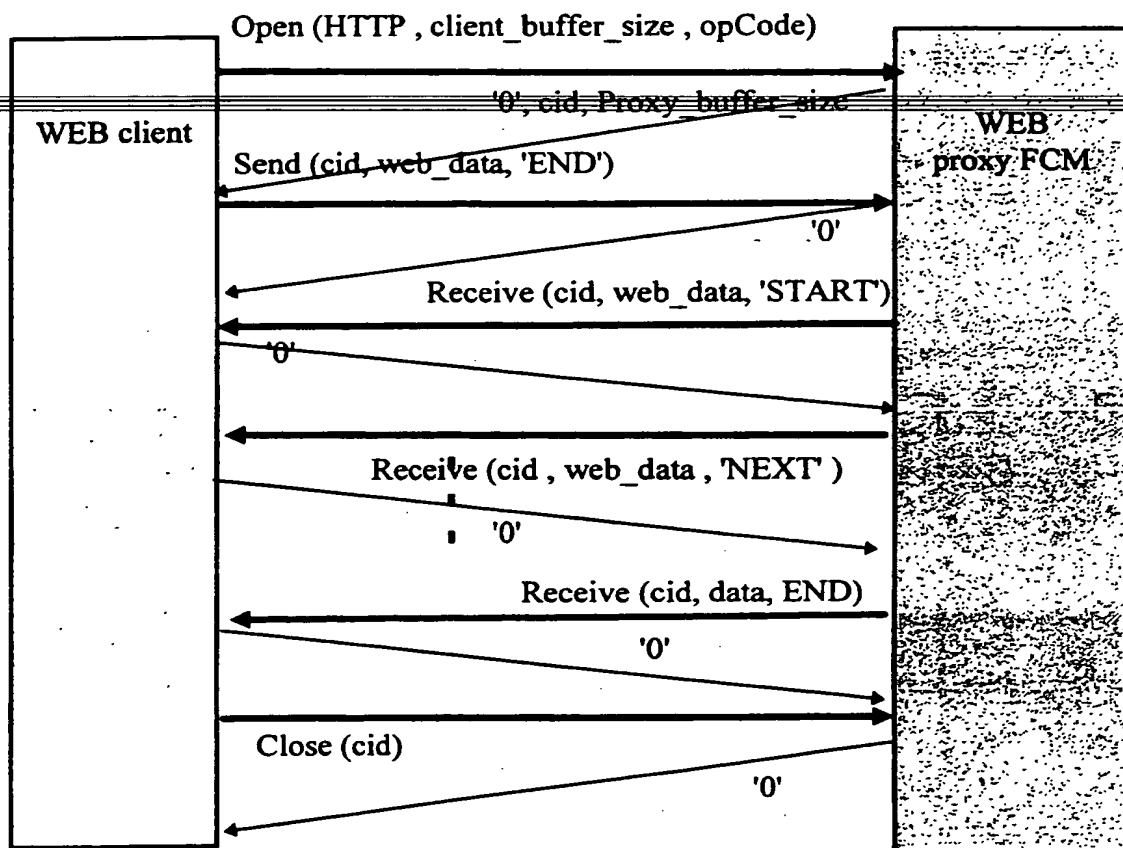 Open (HTTP , client_buffer_size , opCode)
'0', cid, Proxy_buffer_size
WEB client
WEB
proxy FCM
Send (cid, web_data, 'END')
'0'
Receive (cid, web_data, 'START')
'0'
Receive (cid , web_data , 'NEXT' )
'0'
Receive (cid, data, END)
'0'
Close (cid)
'0'